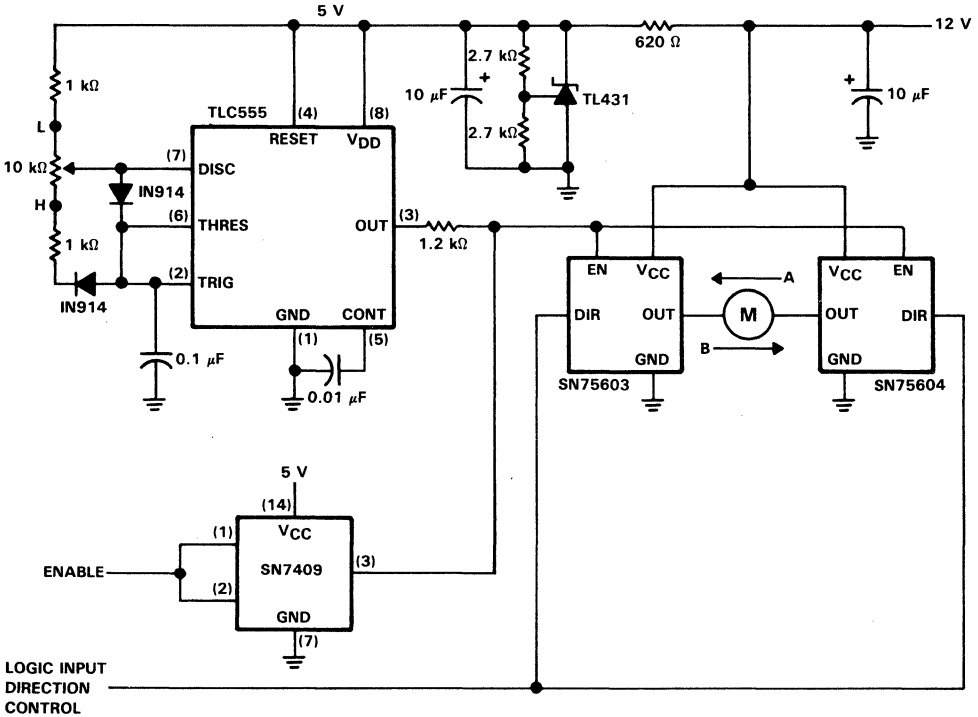 5 V
12 V
620 Ω
1 kΩ
2.7 kΩ
+
10 μF
TL431
2.7 kΩ
+
10 μF
TLC555
(4)
(8)
RESET
VDD
L
10 kΩ
(7)
DISC
IN914
H
(6)
THRES
OUT
(3)
1.2 kΩ
1 kΩ
(2)
TRIG
IN914
GND
CONT
(1)
(5)
0.1 μF
0.01 μF
EN
VCC
A
VCC
EN
DIR
OUT
M
OUT
DIR
B
GND
GND
SN75603
SN75604
5 V
(14)
(1)
VCC
ENABLE
SN7409
(3)
(2)
GND
(7)
LOGIC INPUT
DIRECTION
CONTROL